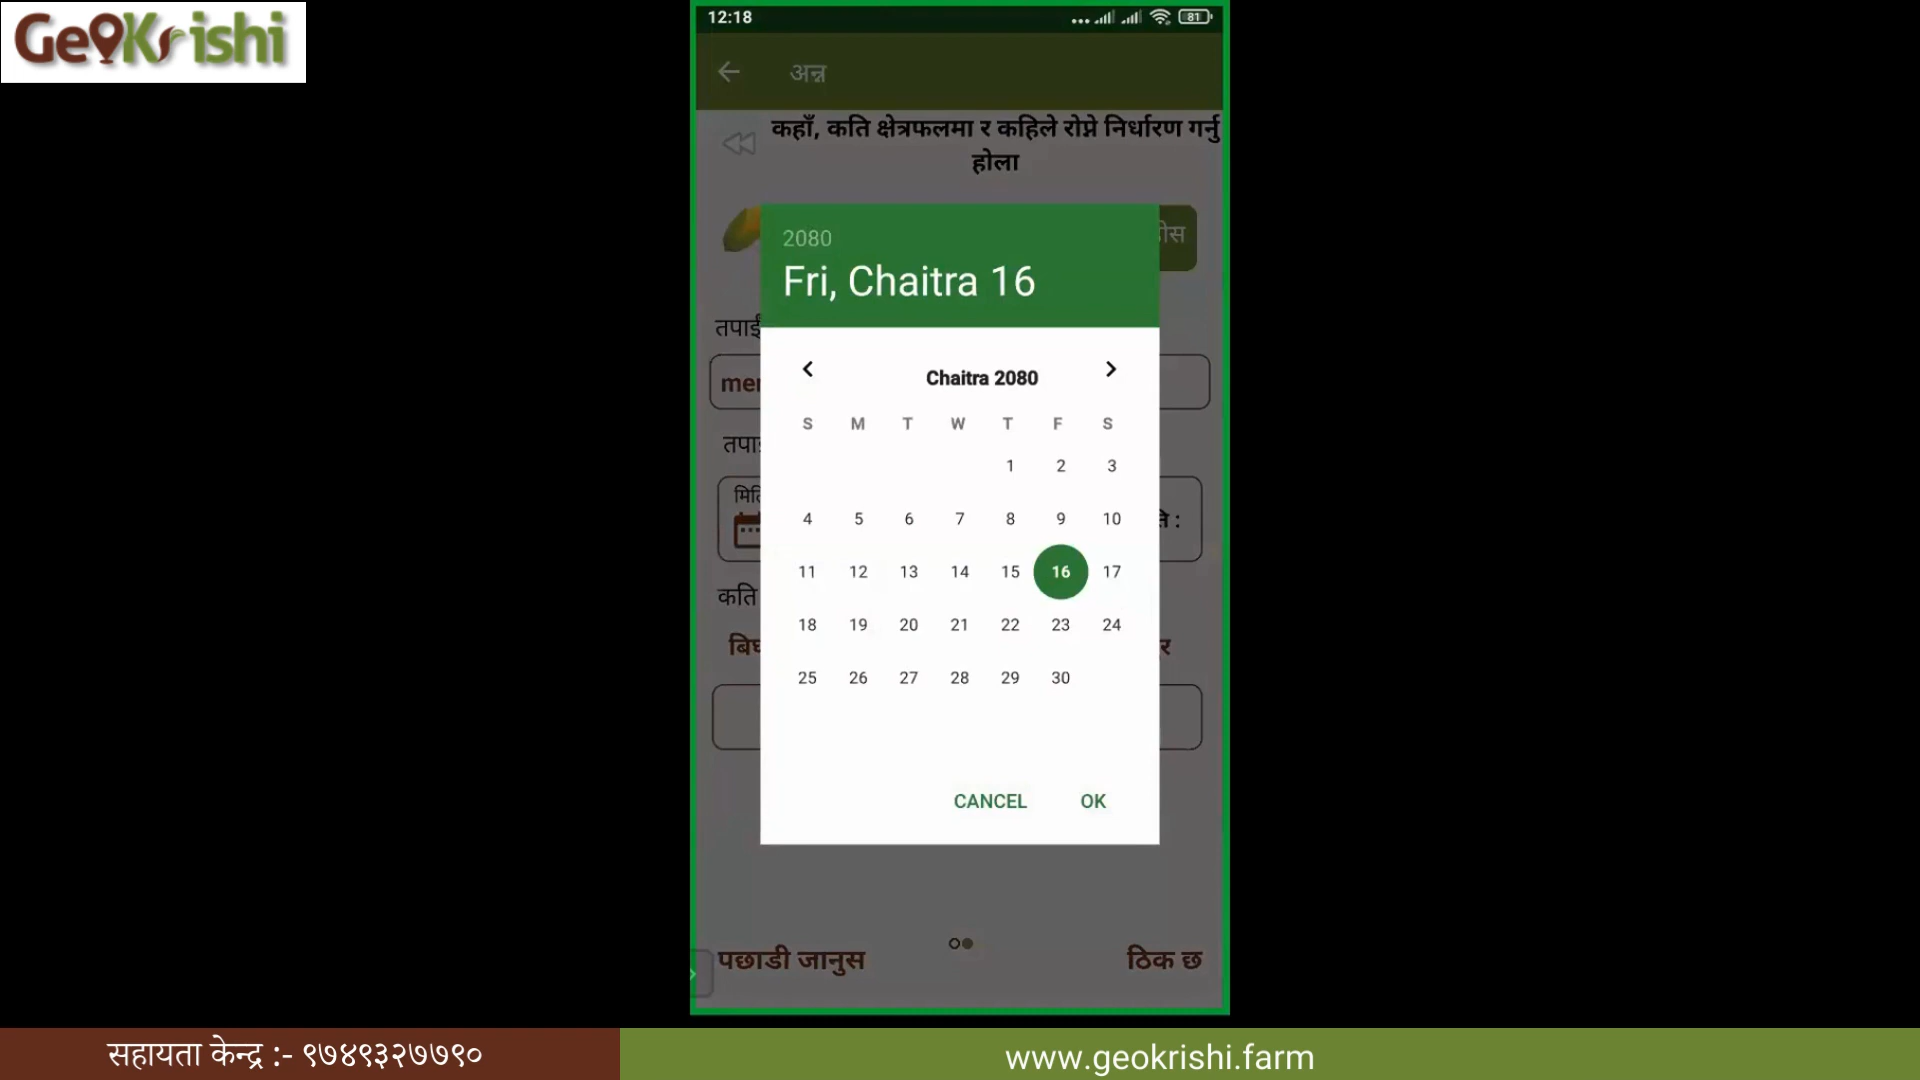 GeoKrishi
12:18
81
अन्न
कहाँ, कति क्षेत्रफलमा र कहिले रोप्ने निर्धारण गर्नु
होला
2080
Fri, Chaitra 16
Chaitra 2080
S M T W T F S
1 2 3
4 5 6 7 8 9 10
11 12 13 14 15 16 17
18 19 20 21 22 23 24
25 26 27 28 29 30
CANCEL OK
कति
पछाडी जानुस
ठिक छ
सहायता केन्द्र :- ९७४९३२७७९०
www.geokrishi.farm